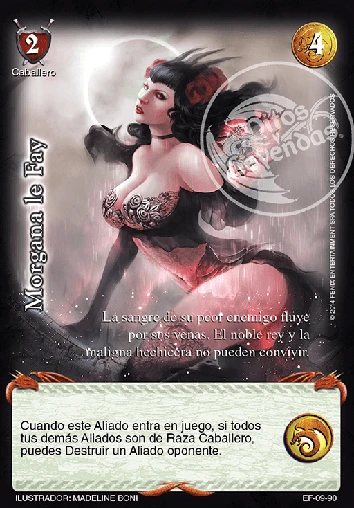 2
4
Caballero
Mitos y Leyendas
Morgana le Fay
La sangre de su peor enemigo fluye
por sus venas. El noble rey y la
maligna hechicera no pueden convivir.
Cuando este Aliado entra en juego, si todos
tus demás Aliados son de Raza Caballero,
puedes Destruir un Aliado oponente.
ILUSTRADOR: MADELINE BONI
EF-09-90